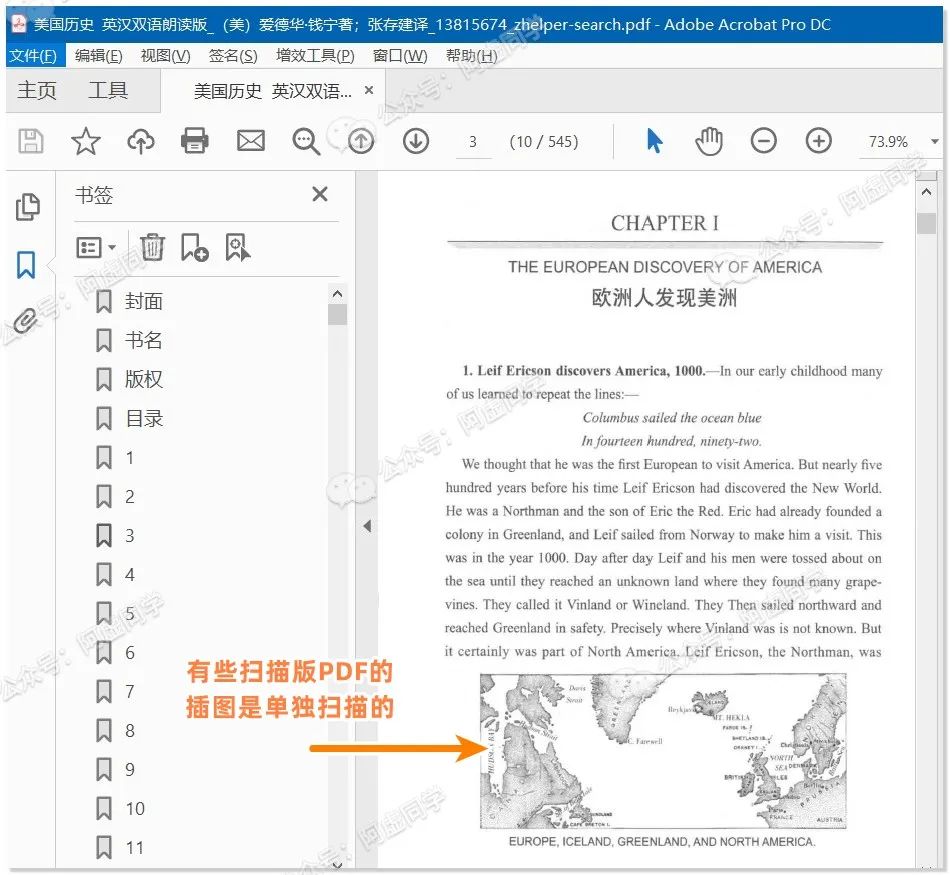 美国历史 英汉双语朗读版_（美）爱德华·钱宁著；张存建译_13815674_zhelper-search.pdf - Adobe Acrobat Pro DC
文件(F) 编辑(E) 视图(V) 签名(S) 增效工具(P) 窗口(W) 帮助(H)
主页 工具 美国历史 英汉双语... ×
3 (10 / 545) 73.9%
书签
封面
书名
版权
目录
1
2
3
4
5
6
7
8
9
10
11
CHAPTER I
THE EUROPEAN DISCOVERY OF AMERICA
欧洲人发现美洲
1. Leif Ericson discovers America, 1000.—In our early childhood many
of us learned to repeat the lines:—
Columbus sailed the ocean blue
In fourteen hundred, ninety-two.
We thought that he was the first European to visit America. But nearly five
hundred years before his time Leif Ericson had discovered the New World.
He was a Northman and the son of Eric the Red. Eric had already founded a
colony in Greenland, and Leif sailed from Norway to make him a visit. This
was in the year 1000. Day after day Leif and his men were tossed about on
the sea until they reached an unknown land where they found many grape-
vines. They called it Vinland or Wineland. They Then sailed northward and
reached Greenland in safety. Precisely where Vinland was is not known. But
it certainly was part of North America. Leif Ericson, the Northman, was
有些扫描版PDF的
插图是单独扫描的
Davis
Strait
HUDSON BAY
C. Farewell
Reykjavik
ICELAND
MT. HEKLA
FAROE IS.
SHETLAND IS.
ORKNEY I.
NORTH
SEA
DENMARK
BRITISH ISLES
ENGLAND
Paris
FRANCE
AUSTRIA
CAPE BRETON I.
EUROPE, ICELAND, GREENLAND, AND NORTH AMERICA.
公众号：阿虚同学